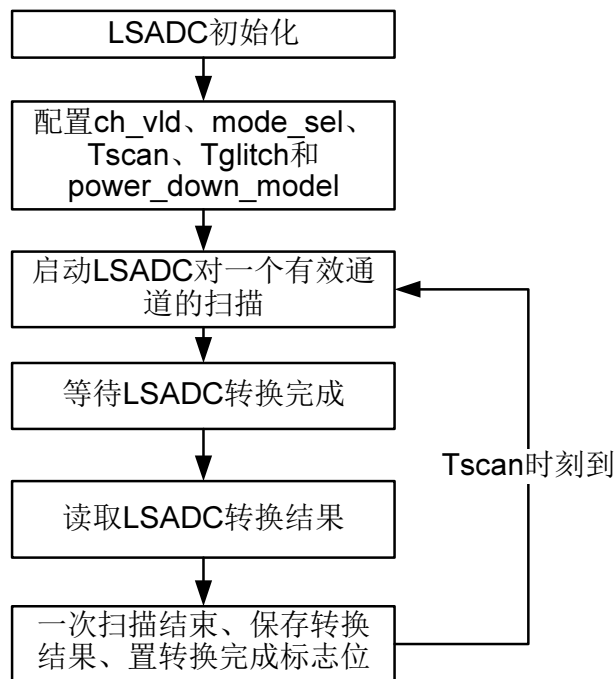 LSADC初始化
配置ch_vld、mode_sel、
Tscan、Tglitch和
power_down_model
启动LSADC对一个有效通
道的扫描
等待LSADC转换完成
Tscan时刻到
读取LSADC转换结果
一次扫描结束、保存转换
结果、置转换完成标志位